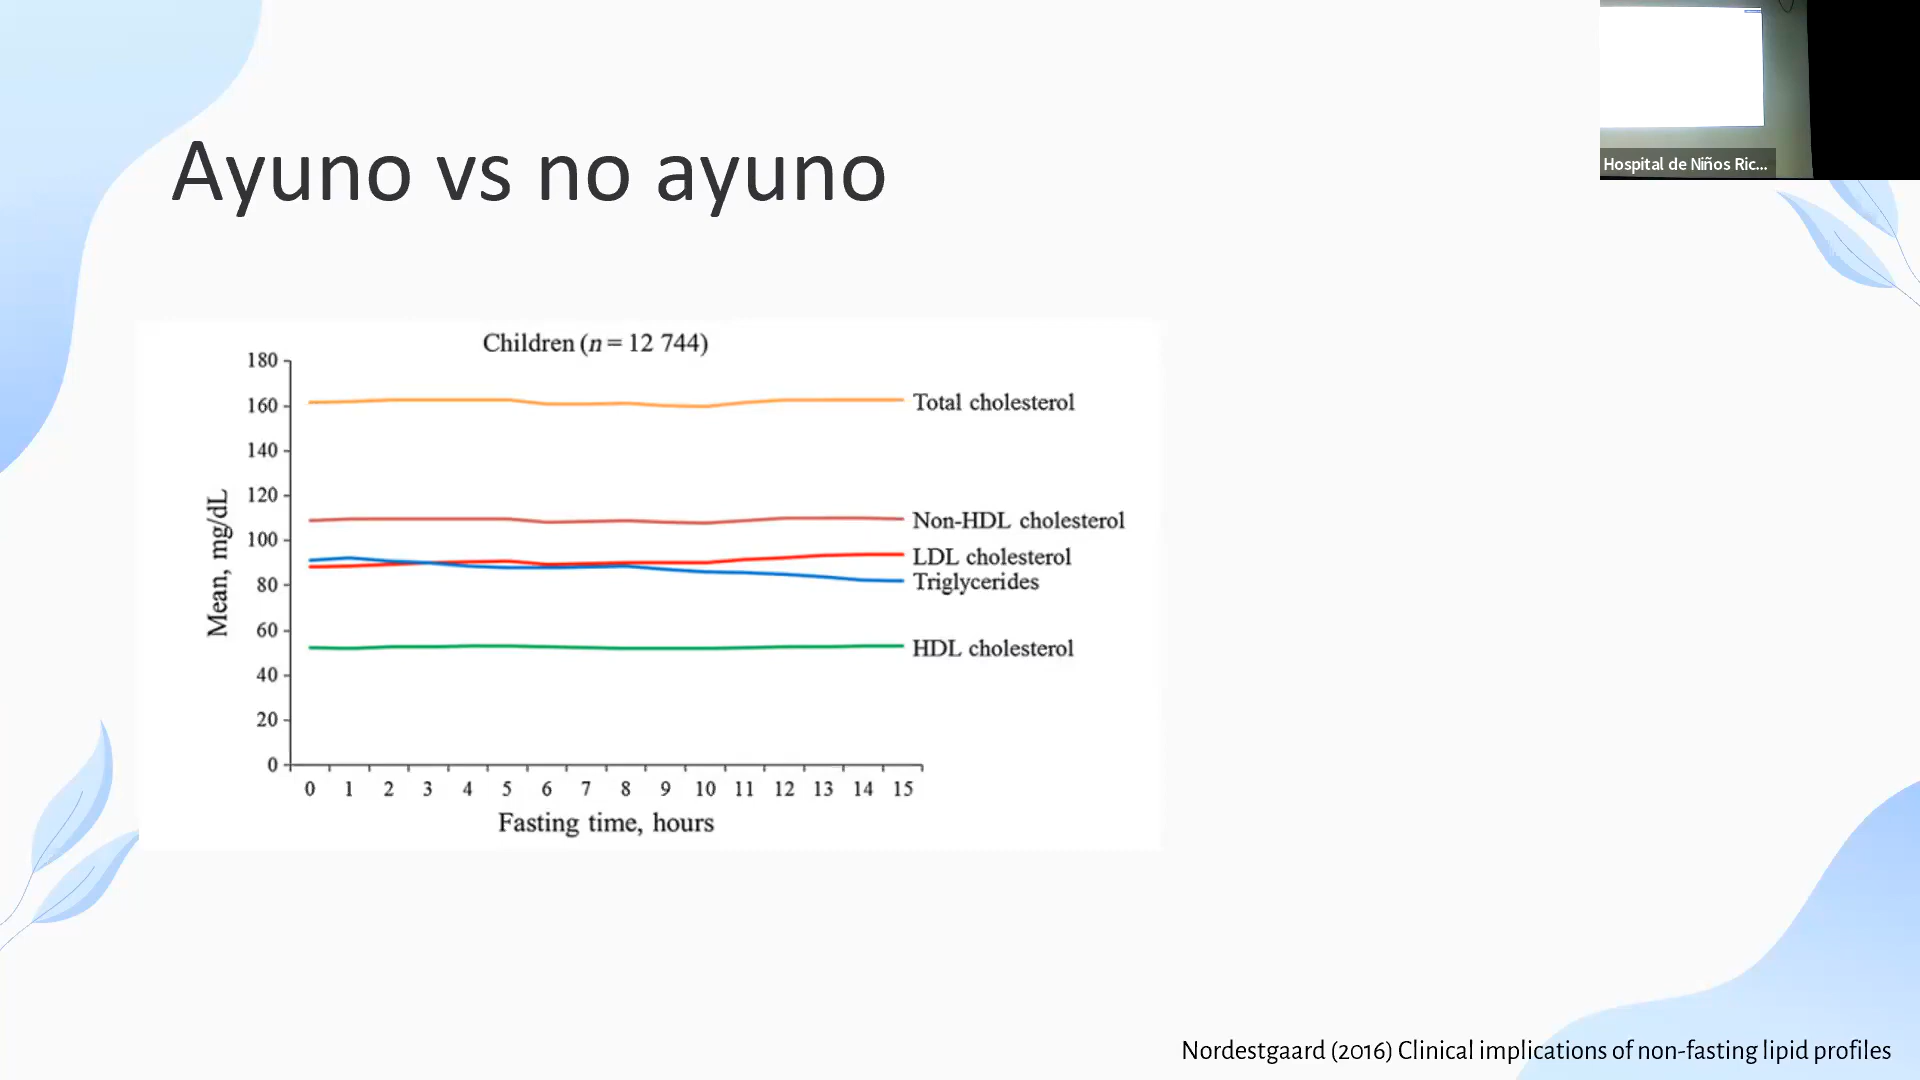 Hospital de Niños Ric...
Ayuno vs no ayuno
Children (n = 12 744)
Mean, mg/dL
180
160
140
120
100
80
60
40
20
0
Total cholesterol
Non-HDL cholesterol
LDL cholesterol
Triglycerides
HDL cholesterol
0 1 2 3 4 5 6 7 8 9 10 11 12 13 14 15
Fasting time, hours
Nordestgaard (2016) Clinical implications of non-fasting lipid profiles